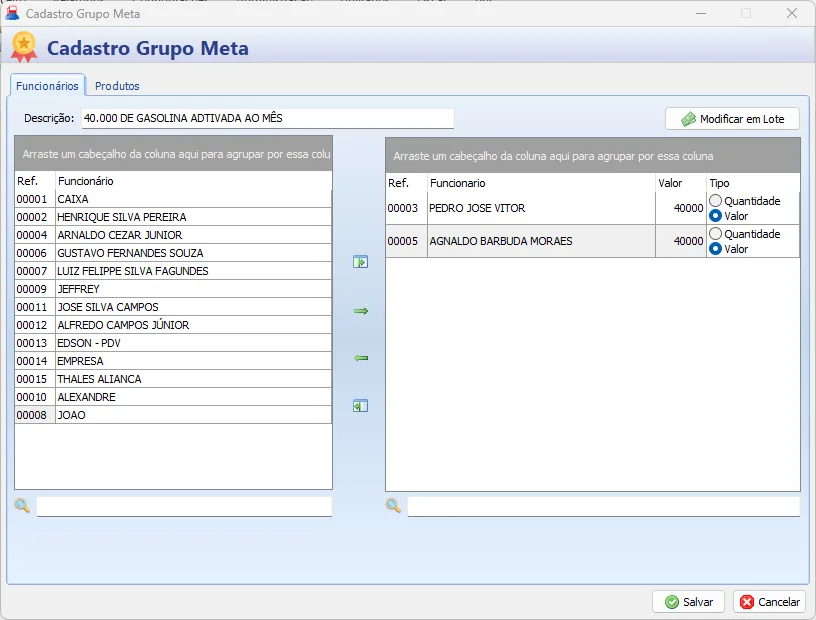 Cadastro Grupo Meta
Cadastro Grupo Meta
Funcionários Produtos
Descrição: 40.000 DE GASOLINA ADTIVADA AO MÊS
Modificar em Lote
Arraste um cabeçalho da coluna aqui para agrupar por essa colu
Ref. Funcionário
00001 CAIXA
00002 HENRIQUE SILVA PEREIRA
00004 ARNALDO CEZAR JUNIOR
00006 GUSTAVO FERNANDES SOUZA
00007 LUIZ FELIPPE SILVA FAGUNDES
00009 JEFFREY
00011 JOSE SILVA CAMPOS
00012 ALFREDO CAMPOS JÚNIOR
00013 EDSON - PDV
00014 EMPRESA
00015 THALES ALIANCA
00010 ALEXANDRE
00008 JOAO
Arraste um cabeçalho da coluna aqui para agrupar por essa coluna
Ref. Funcionario Valor Tipo
00003 PEDRO JOSE VITOR 40000 Quantidade
Valor
00005 AGNALDO BARBUDA MORAES 40000 Quantidade
Valor
Salvar Cancelar